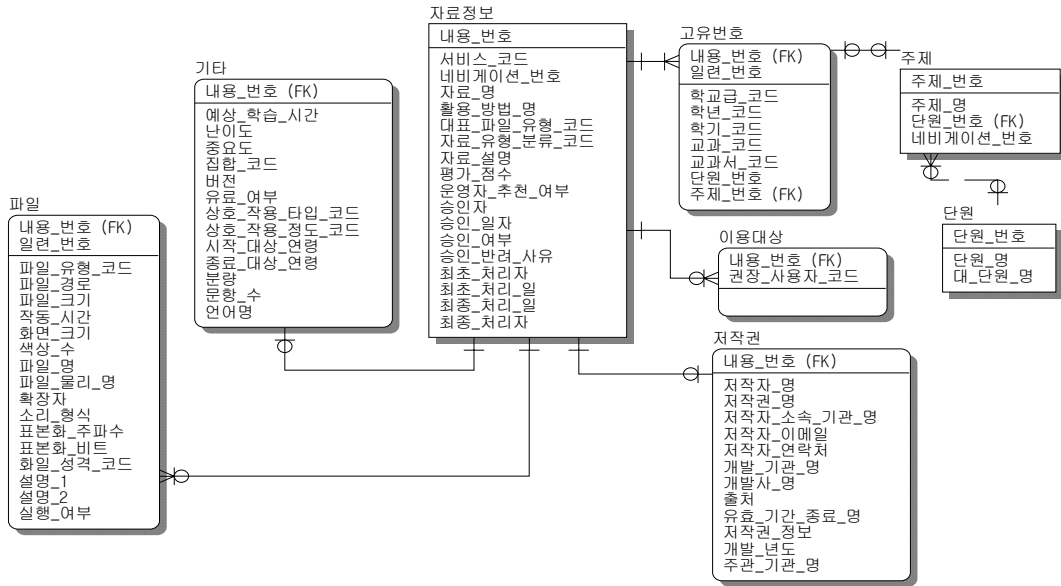 자료정보
내용_번호
서비스_코드
네비게이션_번호
자료_명
활용_방법_명
대표_파일_유형_코드
자료_유형_분류_코드
자료_설명
평가_점수
운영자_추천_여부
승인자
승인_일자
승인_여부
승인_반려_사유
최초_처리자
최초_처리_일
최종_처리_일
최종_처리자
고유번호
내용_번호 (FK)
일련_번호
학교급_코드
학년_코드
학기_코드
교과_코드
교과서_코드
단원_번호
주제_번호 (FK)
주제
주제_번호
주제_명
단원_번호 (FK)
네비게이션_번호
단원
단원_번호
단원_명
대_단원_명
기타
내용_번호 (FK)
예상_학습_시간
난이도
중요도
집합_코드
버전
유료_여부
상호_작용_타입_코드
상호_작용_정도_코드
시작_대상_연령
종료_대상_연령
분량
문항_수
언어명
파일
내용_번호 (FK)
일련_번호
파일_유형_코드
파일_경로
파일_크기
작동_시간
화면_크기
색상_수
파일_명
파일_물리_명
확장자
소리_형식
표본화_주파수
표본화_비트
화일_성격_코드
설명_1
설명_2
실행_여부
이용대상
내용_번호 (FK)
권장_사용자_코드
저작권
내용_번호 (FK)
저작자_명
저작권_명
저작자_소속_기관_명
저작자_이메일
저작자_연락처
개발_기관_명
개발사_명
출처
유효_기간_종료_명
저작권_정보
개발_년도
주관_기관_명